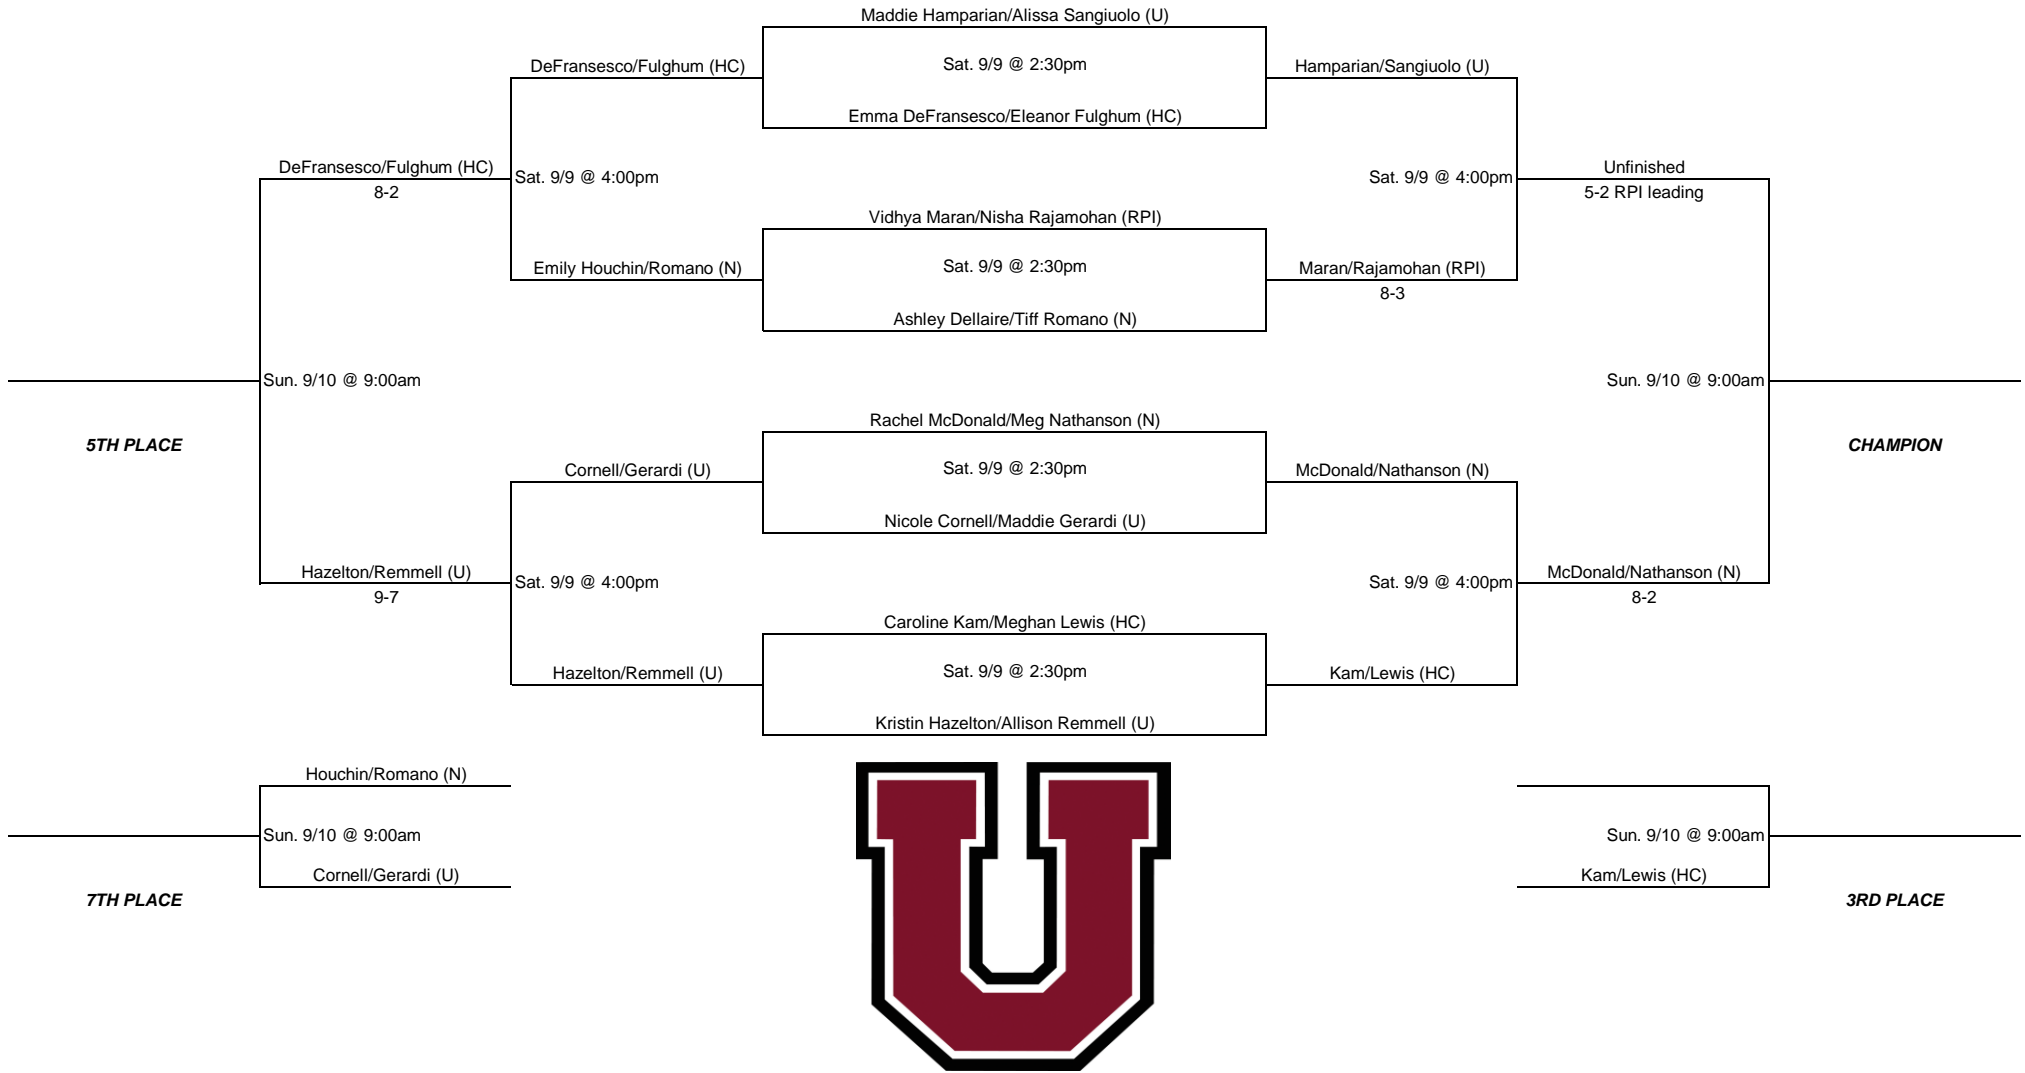 Maddie Hamparian/Alissa Sangiuolo (U)
DeFransesco/Fulghum (HC)
Sat. 9/9 @ 2:30pm
Hamparian/Sangiuolo (U)
Emma DeFransesco/Eleanor Fulghum (HC)
DeFransesco/Fulghum (HC)
8-2
Sat. 9/9 @ 4:00pm
Sat. 9/9 @ 4:00pm
Unfinished
5-2 RPI leading
Vidhya Maran/Nisha Rajamohan (RPI)
Emily Houchin/Romano (N)
Sat. 9/9 @ 2:30pm
Maran/Rajamohan (RPI)
8-3
Ashley Dellaire/Tiff Romano (N)
Sun. 9/10 @ 9:00am
Sun. 9/10 @ 9:00am
Rachel McDonald/Meg Nathanson (N)
5TH PLACE
CHAMPION
Cornell/Gerardi (U)
Sat. 9/9 @ 2:30pm
McDonald/Nathanson (N)
Nicole Cornell/Maddie Gerardi (U)
Hazelton/Remmell (U)
9-7
Sat. 9/9 @ 4:00pm
Sat. 9/9 @ 4:00pm
McDonald/Nathanson (N)
8-2
Caroline Kam/Meghan Lewis (HC)
Hazelton/Remmell (U)
Sat. 9/9 @ 2:30pm
Kam/Lewis (HC)
Kristin Hazelton/Allison Remmell (U)
Houchin/Romano (N)
Sun. 9/10 @ 9:00am
Sun. 9/10 @ 9:00am
Cornell/Gerardi (U)
Kam/Lewis (HC)
7TH PLACE
3RD PLACE
U